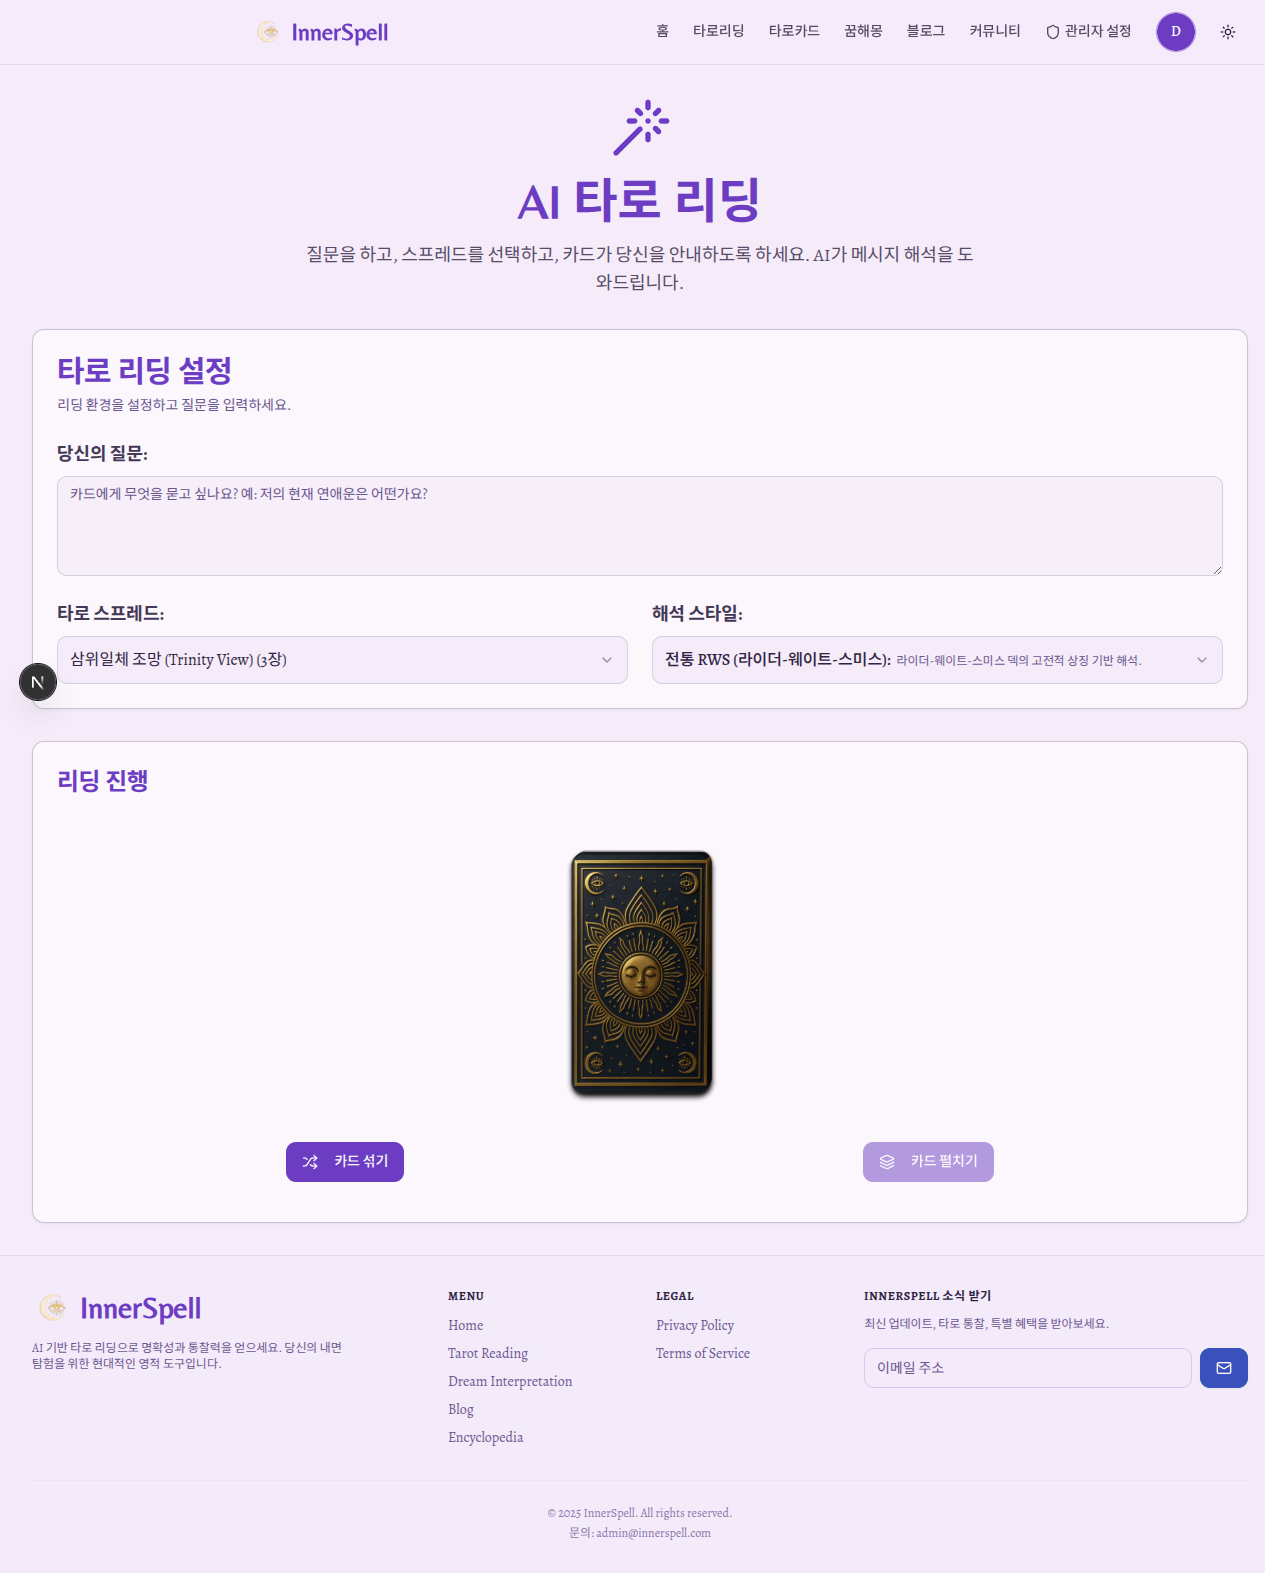 InnerSpell
홈
타로리딩
타로카드
꿈해몽
블로그
커뮤니티
관리자 설정
D
AI 타로 리딩
질문을 하고, 스프레드를 선택하고, 카드가 당신을 안내하도록 하세요. AI가 메시지 해석을 도
와드립니다.
타로 리딩 설정
리딩 환경을 설정하고 질문을 입력하세요.
당신의 질문:
카드에게 무엇을 묻고 싶나요? 예: 저의 현재 연애운은 어떤가요?
타로 스프레드:
삼위일체 조망 (Trinity View) (3장)
해석 스타일:
전통 RWS (라이더-웨이트-스미스): 라이더-웨이트-스미스 덱의 고전적 상징 기반 해석.
N
리딩 진행
카드 섞기
카드 펼치기
InnerSpell
AI 기반 타로 리딩으로 명확성과 통찰력을 얻으세요. 당신의 내면
탐험을 위한 현대적인 영적 도구입니다.
MENU
Home
Tarot Reading
Dream Interpretation
Blog
Encyclopedia
LEGAL
Privacy Policy
Terms of Service
INNERSPELL 소식 받기
최신 업데이트, 타로 통찰, 특별 혜택을 받아보세요.
이메일 주소
© 2025 InnerSpell. All rights reserved.
문의: admin@innerspell.com